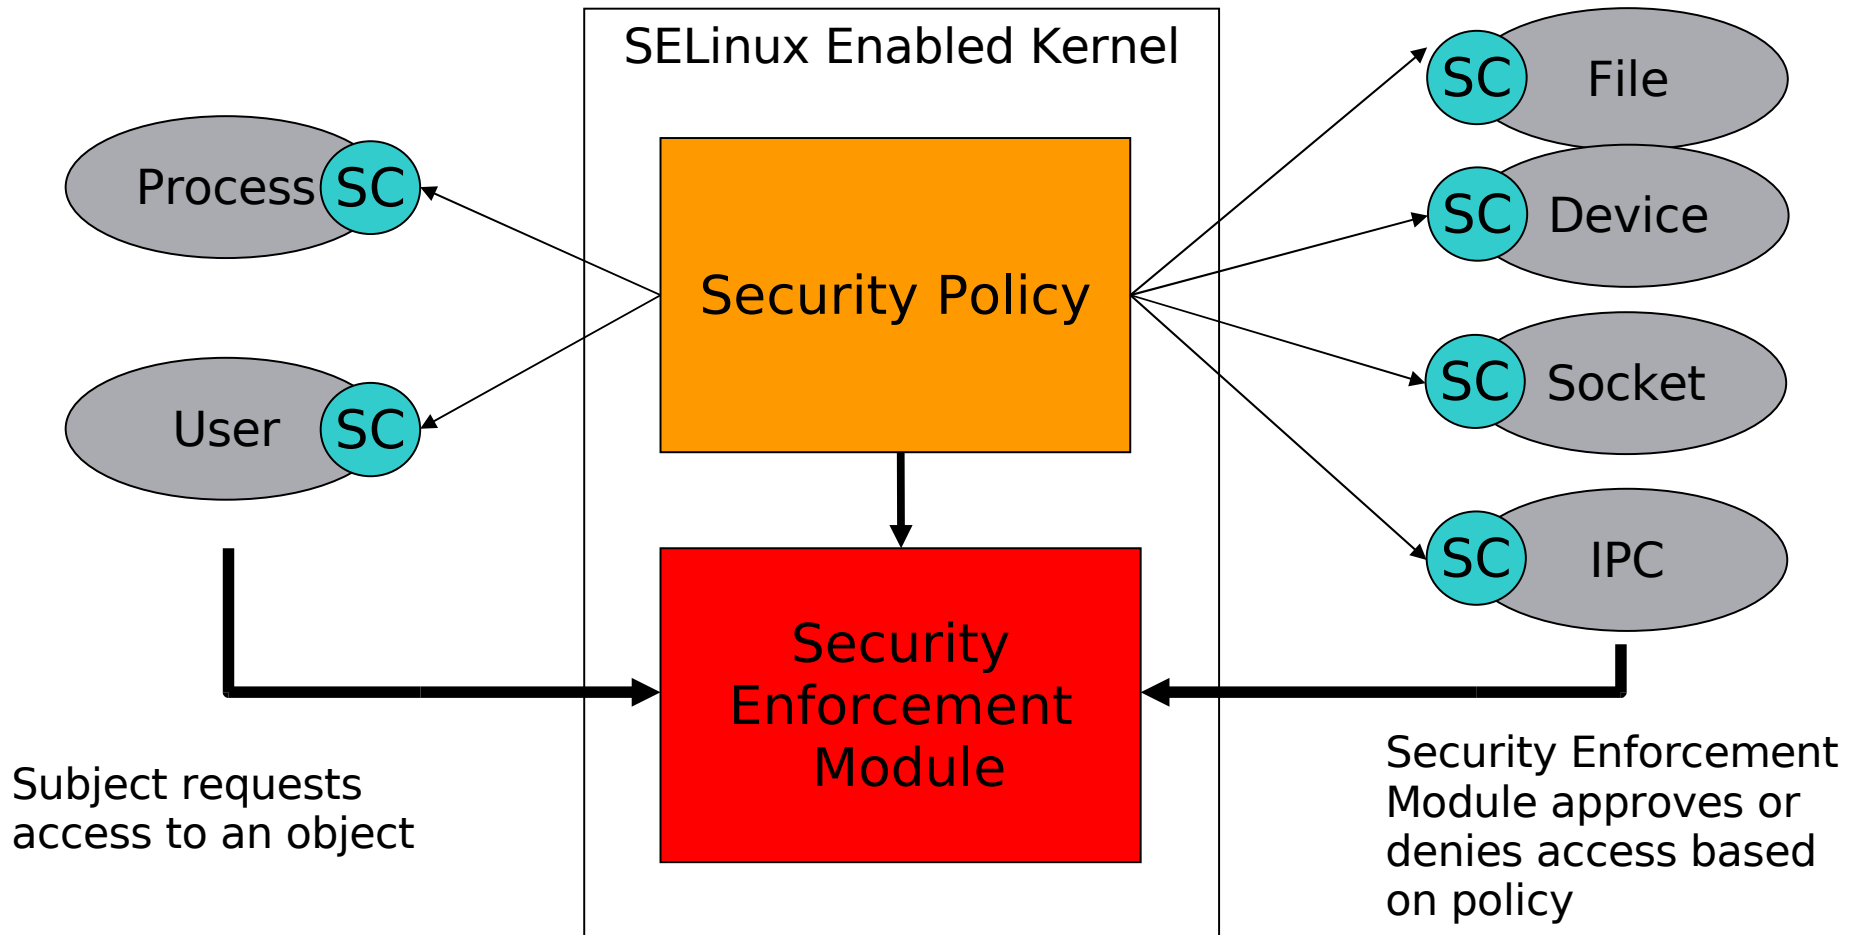 SELinux Enabled Kernel
Process SC
User SC
Security Policy
Security
Enforcement
Module
SC File
SC Device
SC Socket
SC IPC
Subject requests
access to an object
Security Enforcement
Module approves or
denies access based
on policy